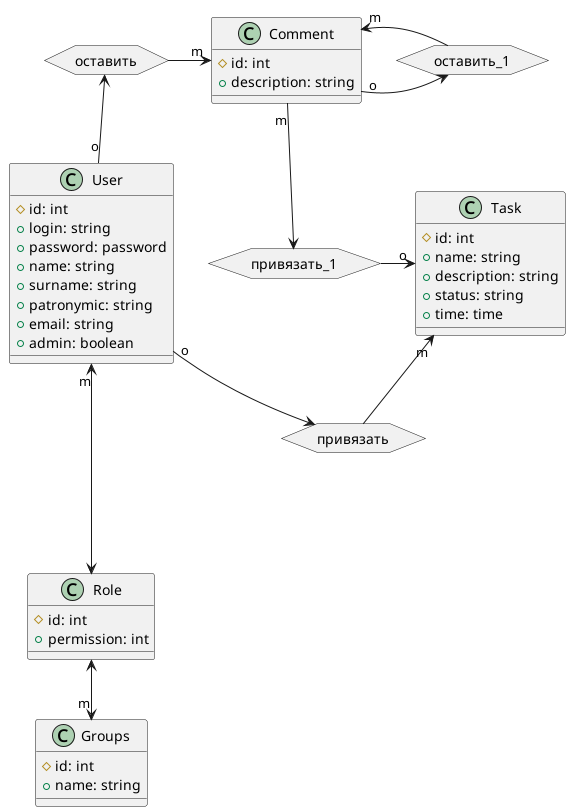 m
оставить
m
C Comment
id: int
description: string
оставить_1
o
m
o
C User
id: int
login: string
password: password
name: string
surname: string
patronymic: string
email: string
admin: boolean
привязать_1
o
C Task
id: int
name: string
description: string
status: string
time: time
o
m
m
привязать
C Role
id: int
permission: int
m
C Groups
id: int
name: string